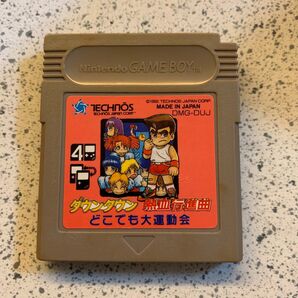 Nintendo GAME BOY
TECHNŌS
TECHNOS JAPAN CORP.
©1992 TECHNOS JAPAN CORP.
MADE IN JAPAN
DMG-DUJ
4
ダウンタウン 熱血行進曲
どこでも大運動会